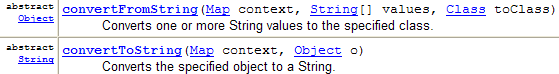 abstract convertFromString(Map context, String[] values, Class toClass)
Object
Converts one or more String values to the specified class.
abstract convertToString(Map context, Object o)
String
Converts the specified object to a String.